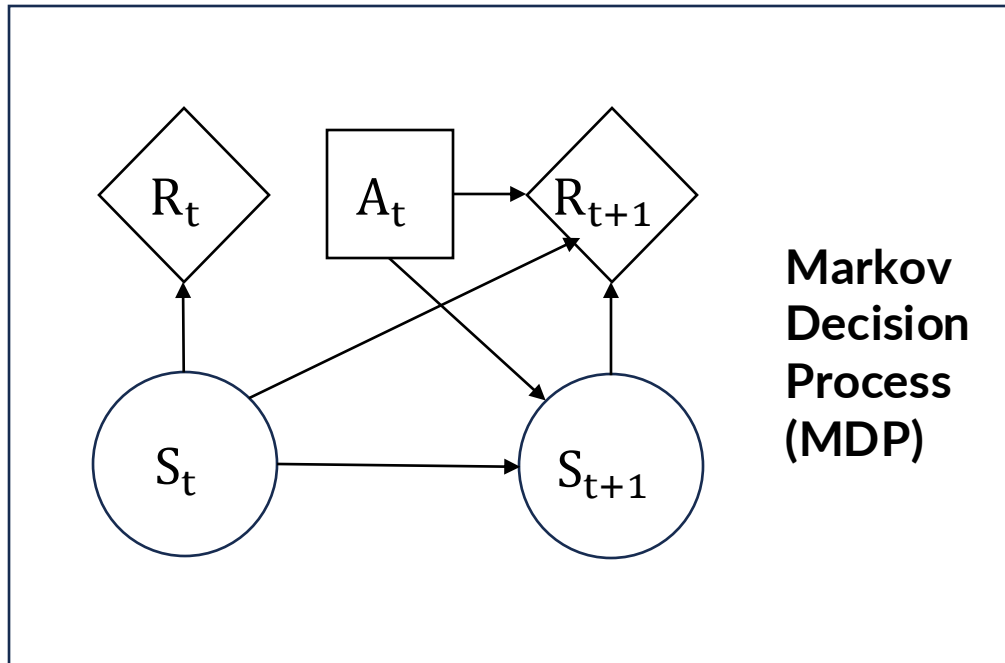 R_t
A_t
R_{t+1}
S_t
S_{t+1}
Markov
Decision
Process
(MDP)